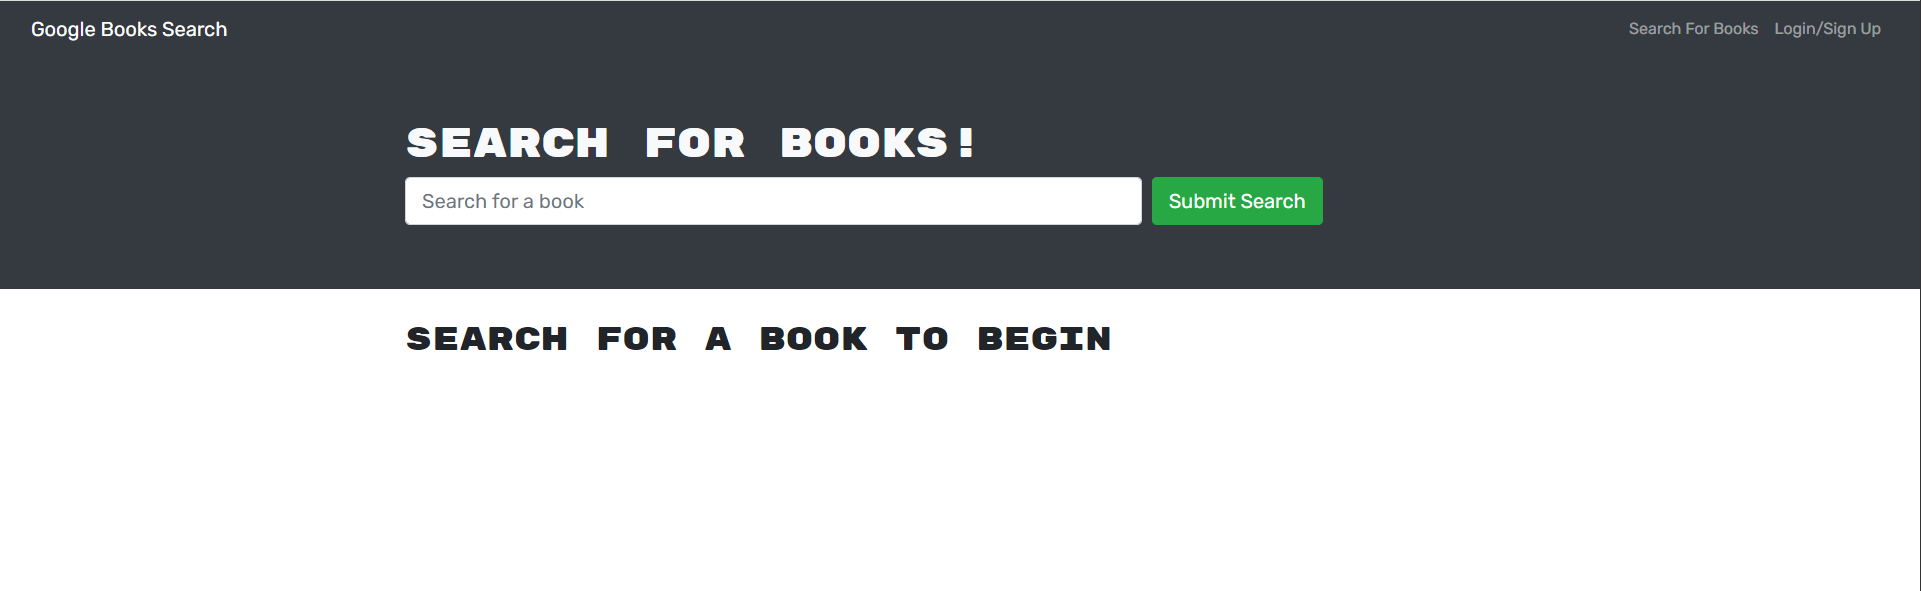 Google Books Search
Search For Books
Login/Sign Up
SEARCH FOR BOOKS!
Search for a book
Submit Search
SEARCH FOR A BOOK TO BEGIN